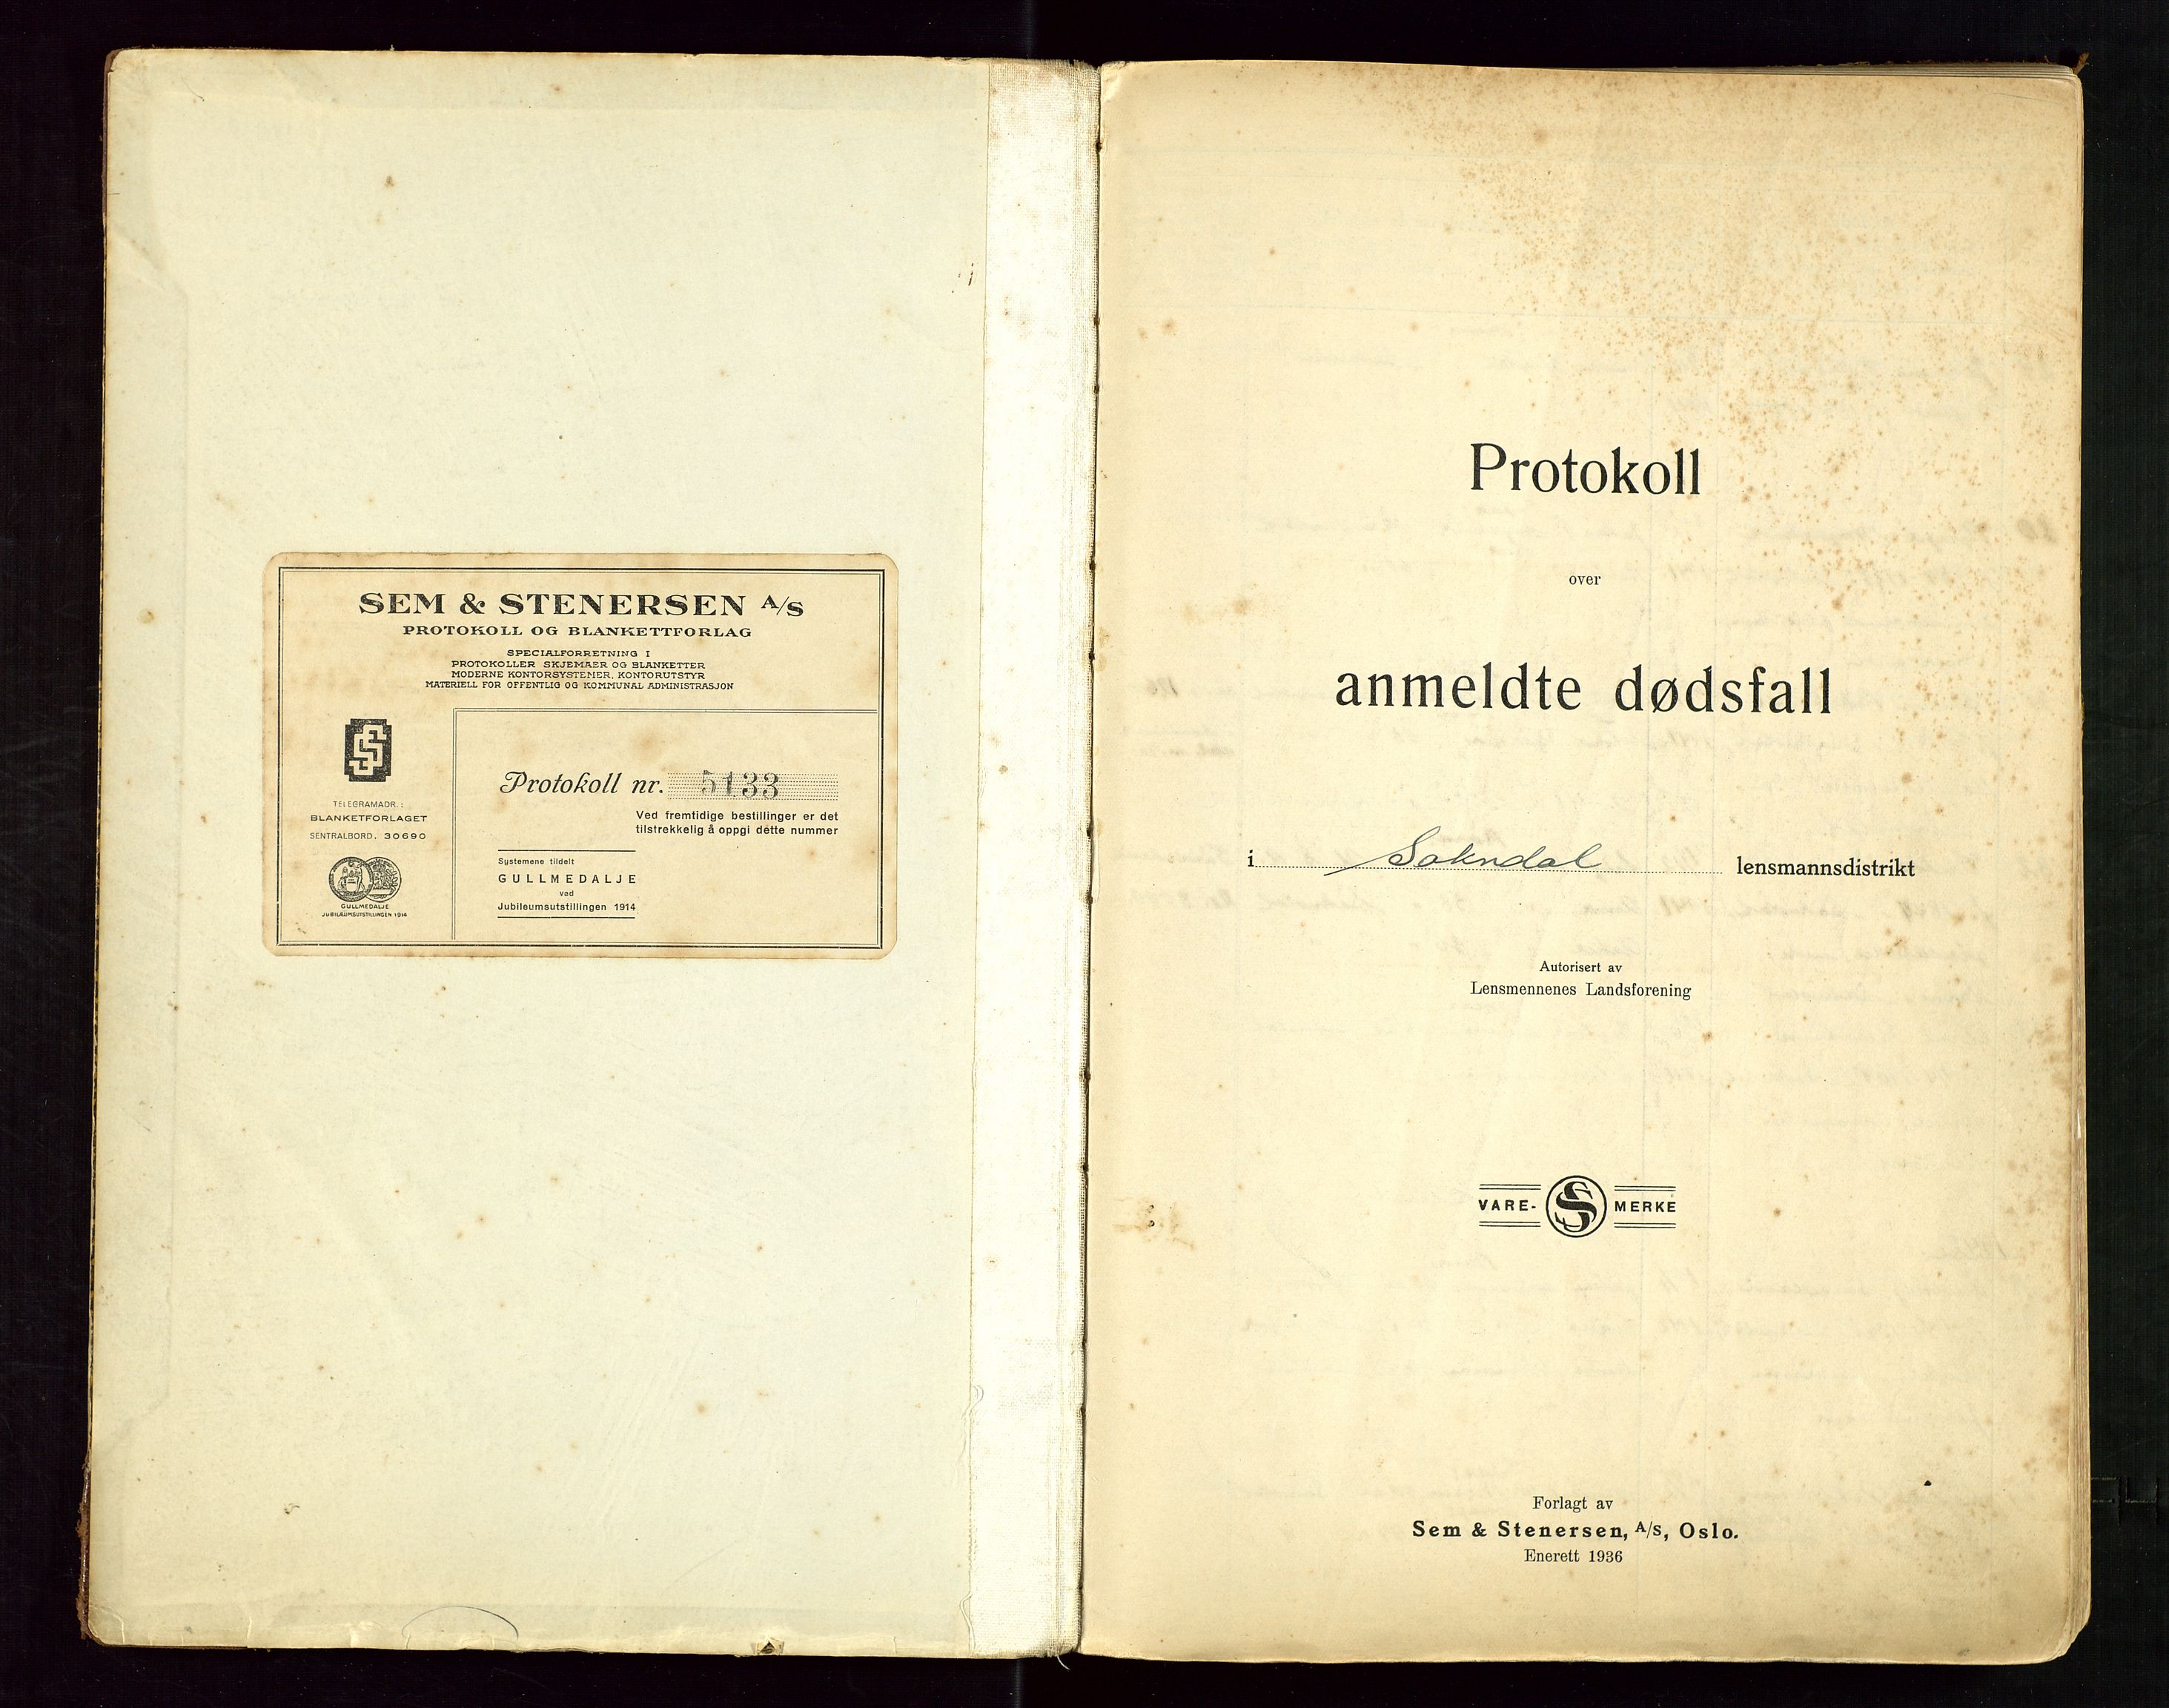 SEM & STENERSEN A/S
PROTOKOLL OG BLANKETTFORLAG
SPECIALFORRETNING I
PROTOKOLLER SKJEMAER OG BLANKETTER
MODERNE KONTORSYSTEMER, KONTORUTSTYR
MATERIELL FOR OFFENTLIG OG KOMMUNAL ADMINISTRASJON
TELEGRAMADR.:
BLANKETFORLAGET
SENTRALBORD. 30690
GULLMEDALJE
JUBILÆUMSUTSTILLINGEN 1914
Protokoll nr. 5133
Ved fremtidige bestillinger er det
tilstrekkelig å oppgi dette nummer
Systemene tildelt
GULLMEDALJE
ved
Jubileumsutstillingen 1914
Protokoll
over
anmeldte dødsfall
i Sokndal lensmannsdistrikt
Autorisert av
Lensmennenes Landsforening
VARE- S MERKE
Forlagt av
Sem & Stenersen, A/S, Oslo.
Enerett 1936